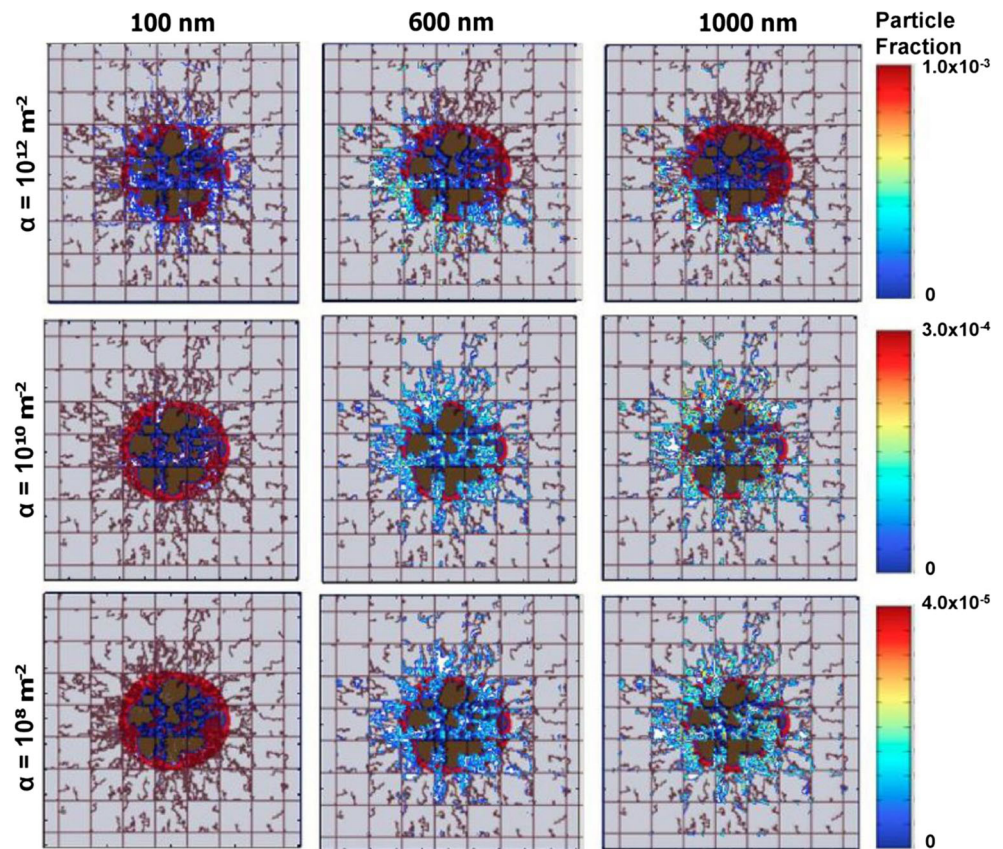 100 nm
600 nm
1000 nm
Particle
Fraction
α = 10¹² m⁻²
1.0x10⁻³
0
α = 10¹⁰ m⁻²
3.0x10⁻⁴
0
α = 10⁸ m⁻²
4.0x10⁻⁵
0